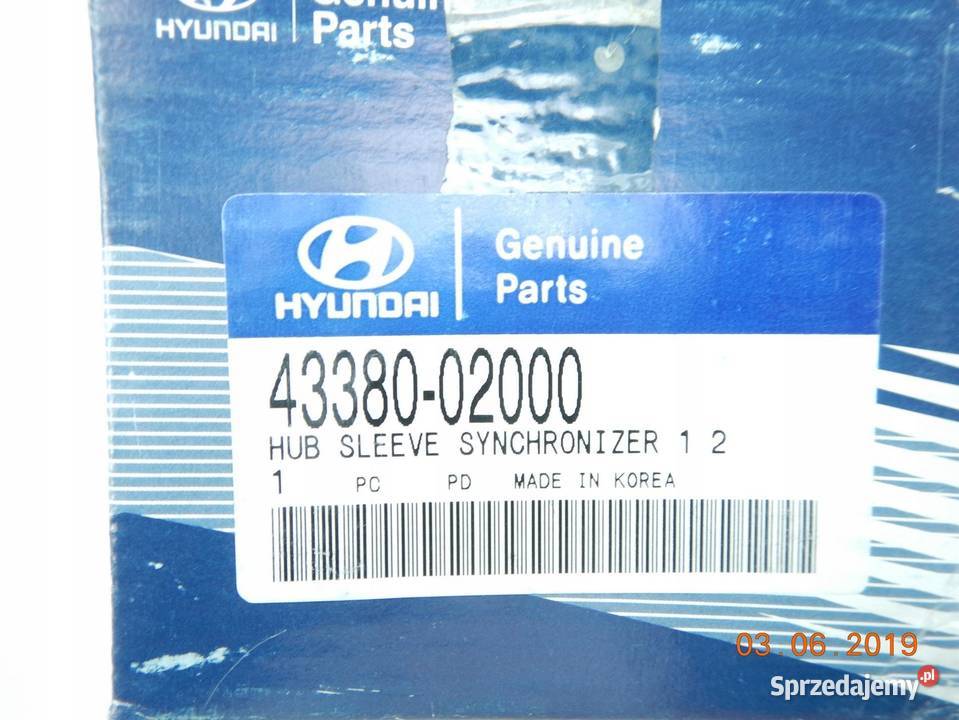 HYUNDAI
Genuine
Parts
HYUNDAI
Genuine
Parts
43380-02000
HUB SLEEVE SYNCHRONIZER 1 2
1 PC PD MADE IN KOREA
03.06.2019
Sprzedajemy.pl